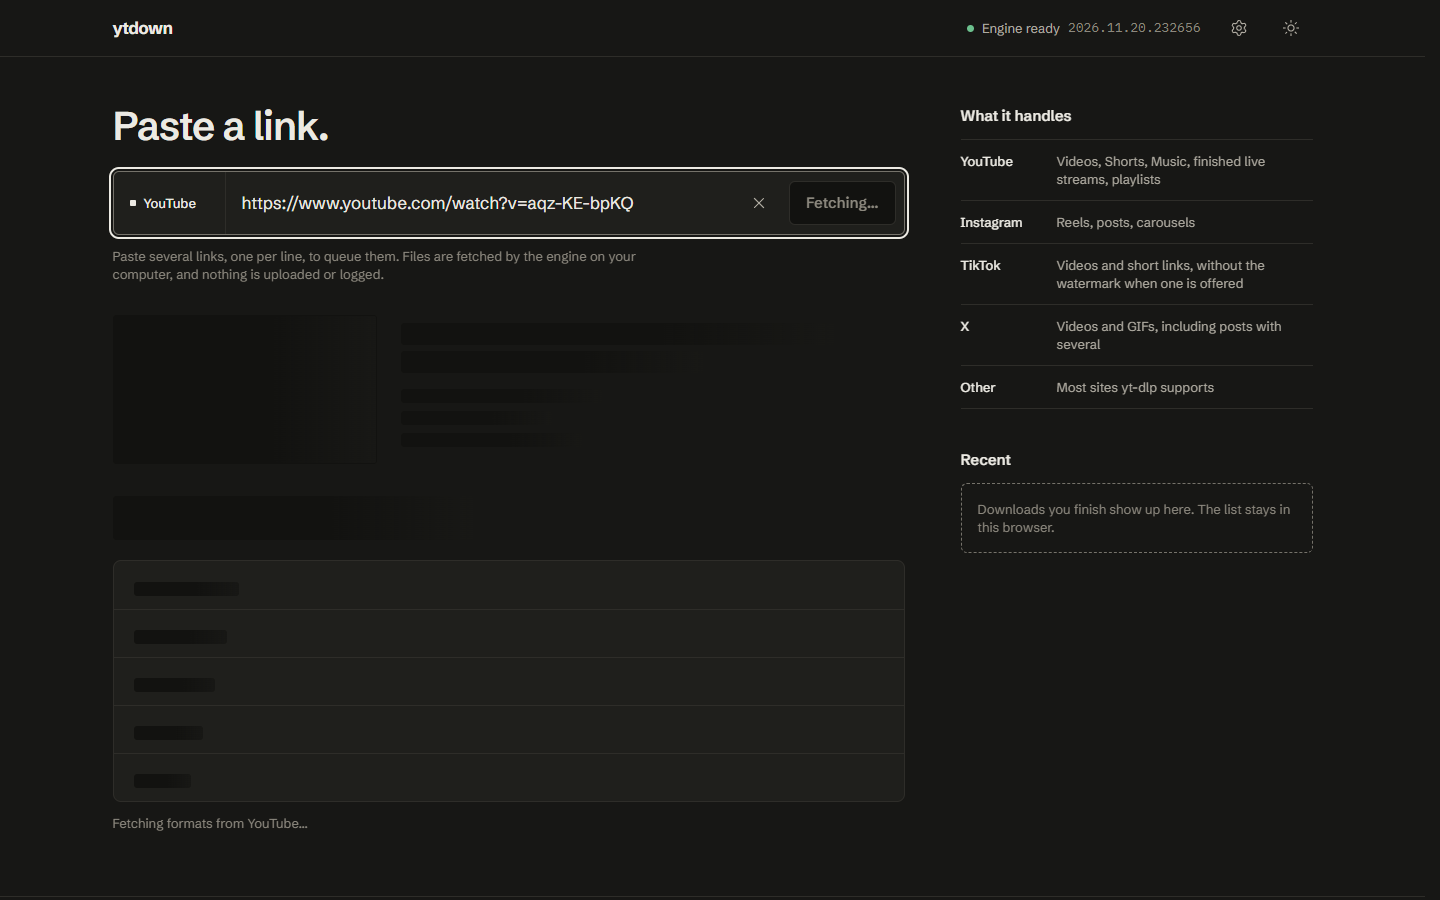 ytdown
Engine ready 2026.11.20.232656
Paste a link.
YouTube
https://www.youtube.com/watch?v=aqz-KE-bpKQ
Fetching...
Paste several links, one per line, to queue them. Files are fetched by the engine on your
computer, and nothing is uploaded or logged.
Fetching formats from YouTube...
What it handles
YouTube
Videos, Shorts, Music, finished live
streams, playlists
Instagram
Reels, posts, carousels
TikTok
Videos and short links, without the
watermark when one is offered
X
Videos and GIFs, including posts with
several
Other
Most sites yt-dlp supports
Recent
Downloads you finish show up here. The list stays in
this browser.